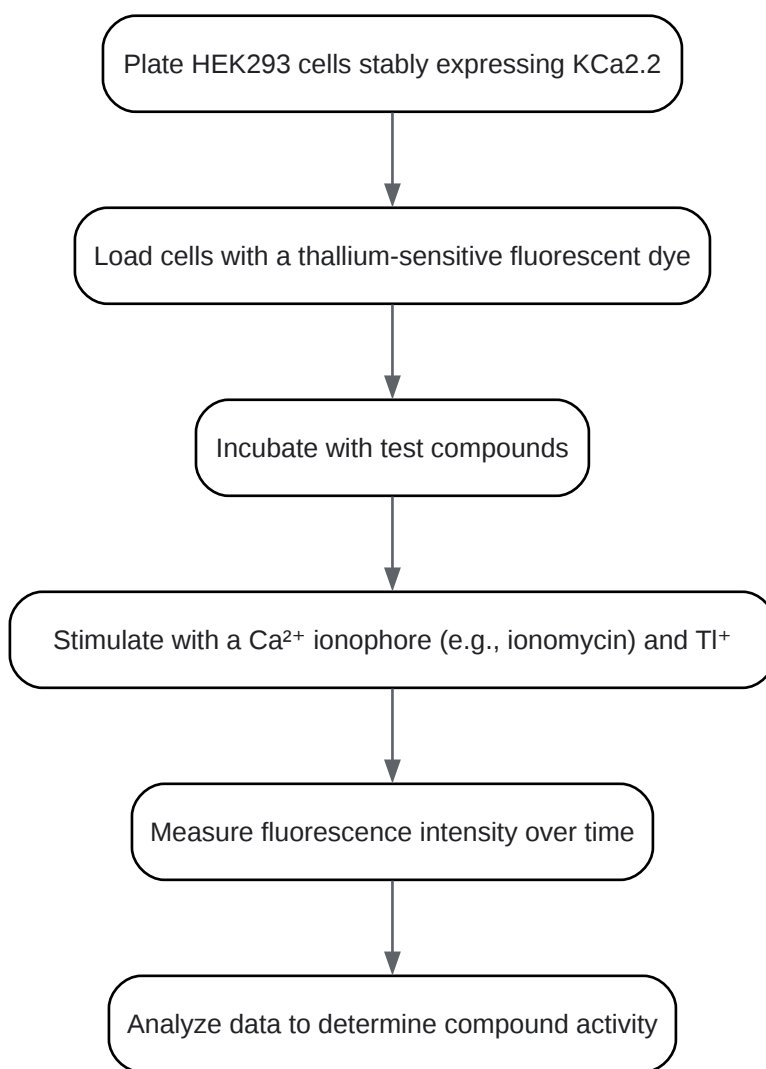 Plate HEK293 cells stably expressing KCa2.2
Load cells with a thallium-sensitive fluorescent dye
Incubate with test compounds
Stimulate with a Ca²⁺ ionophore (e.g., ionomycin) and Tl⁺
Measure fluorescence intensity over time
Analyze data to determine compound activity